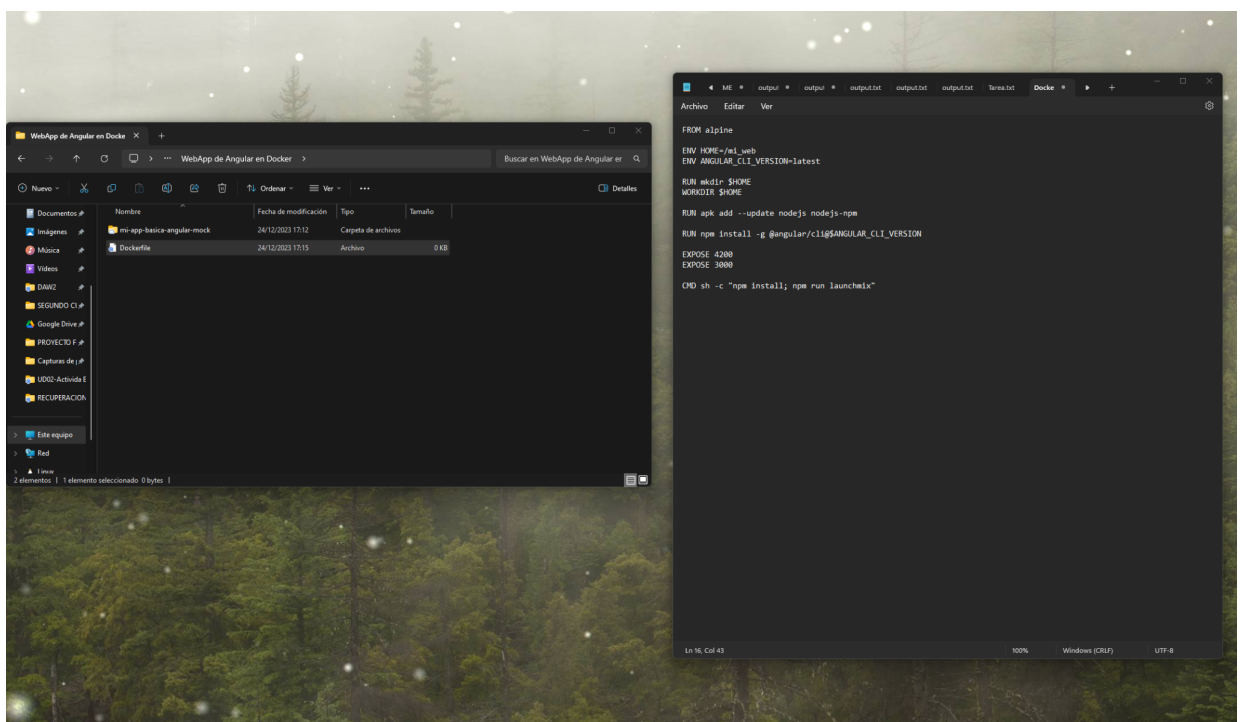 WebApp de Angular en Docke
WebApp de Angular en Docker
Buscar en WebApp de Angular er
Nuevo
Ordenar
Ver
Detalles
Nombre
Fecha de modificación
Tipo
Tamaño
mi-app-basica-angular-mock
24/12/2023 17:12
Carpeta de archivos
Dockerfile
24/12/2023 17:15
Archivo
0 KB
Documentos
Imágenes
Música
Vídeos
DAW2
SEGUNDO CI
Google Drive
PROYECTO F
Capturas de
UD02-Activida E
RECUPERACION
Este equipo
Red
Linux
2 elementos
1 elemento seleccionado 0 bytes
ME
output
output
output.txt
output.txt
output.txt
Tarea.txt
Docke
Archivo
Editar
Ver
FROM alpine
ENV HOME=/mi_web
ENV ANGULAR_CLI_VERSION=latest
RUN mkdir $HOME
WORKDIR $HOME
RUN apk add --update nodejs nodejs-npm
RUN npm install -g @angular/cli@$ANGULAR_CLI_VERSION
EXPOSE 4200
EXPOSE 3000
CMD sh -c "npm install; npm run launchmix"
Ln 16, Col 43
100%
Windows (CRLF)
UTF-8